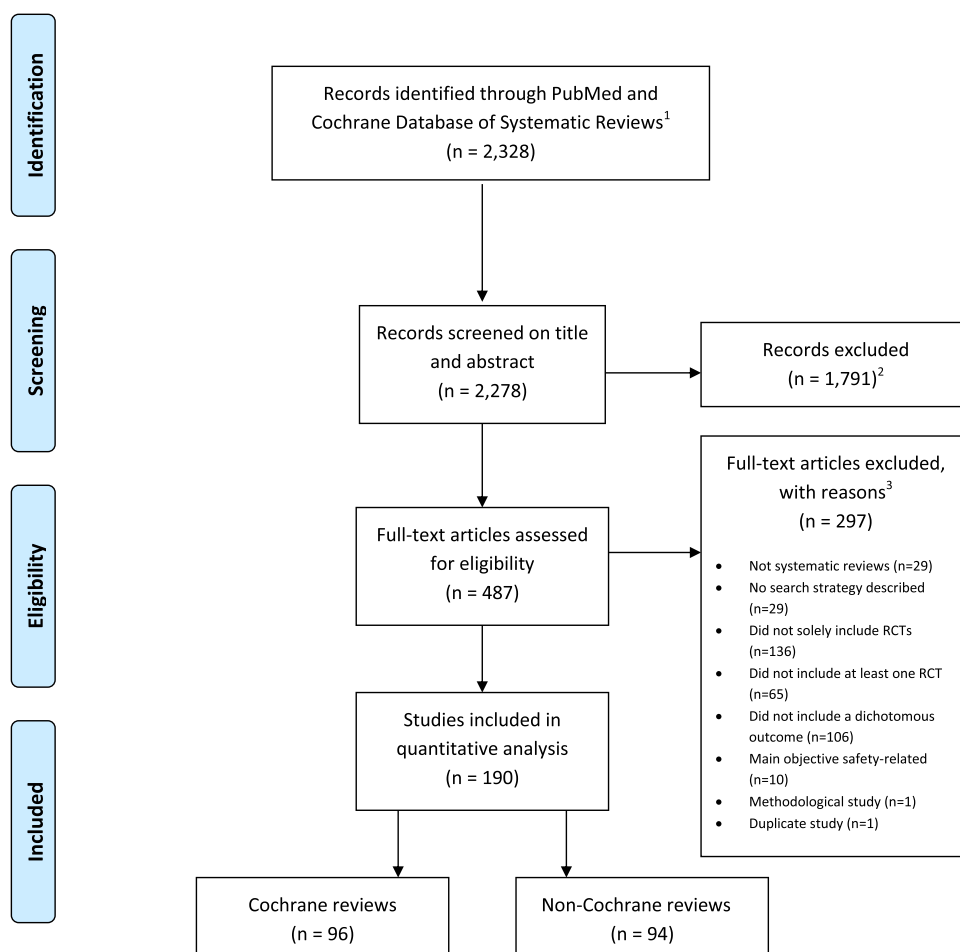 Identification
Records identified through PubMed and
Cochrane Database of Systematic Reviews1
(n = 2,328)
Screening
Records screened on title
and abstract
(n = 2,278)
Records excluded
(n = 1,791)2
Eligibility
Full-text articles assessed
for eligibility
(n = 487)
Full-text articles excluded,
with reasons3
(n = 297)
• Not systematic reviews (n=29)
• No search strategy described
(n=29)
• Did not solely include RCTs
(n=136)
• Did not include at least one RCT
(n=65)
• Did not include a dichotomous
outcome (n=106)
• Main objective safety-related
(n=10)
• Methodological study (n=1)
• Duplicate study (n=1)
Included
Studies included in
quantitative analysis
(n = 190)
Cochrane reviews
(n = 96)
Non-Cochrane reviews
(n = 94)